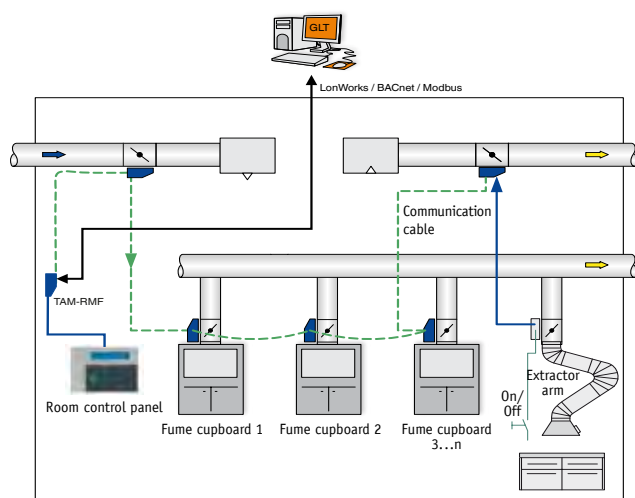 GLT
LonWorks / BACnet / Modbus
Communication
cable
TAM-RMF
Room control panel
Fume cupboard 1
Fume cupboard 2
Fume cupboard
3...n
Extractor
arm
On/
Off